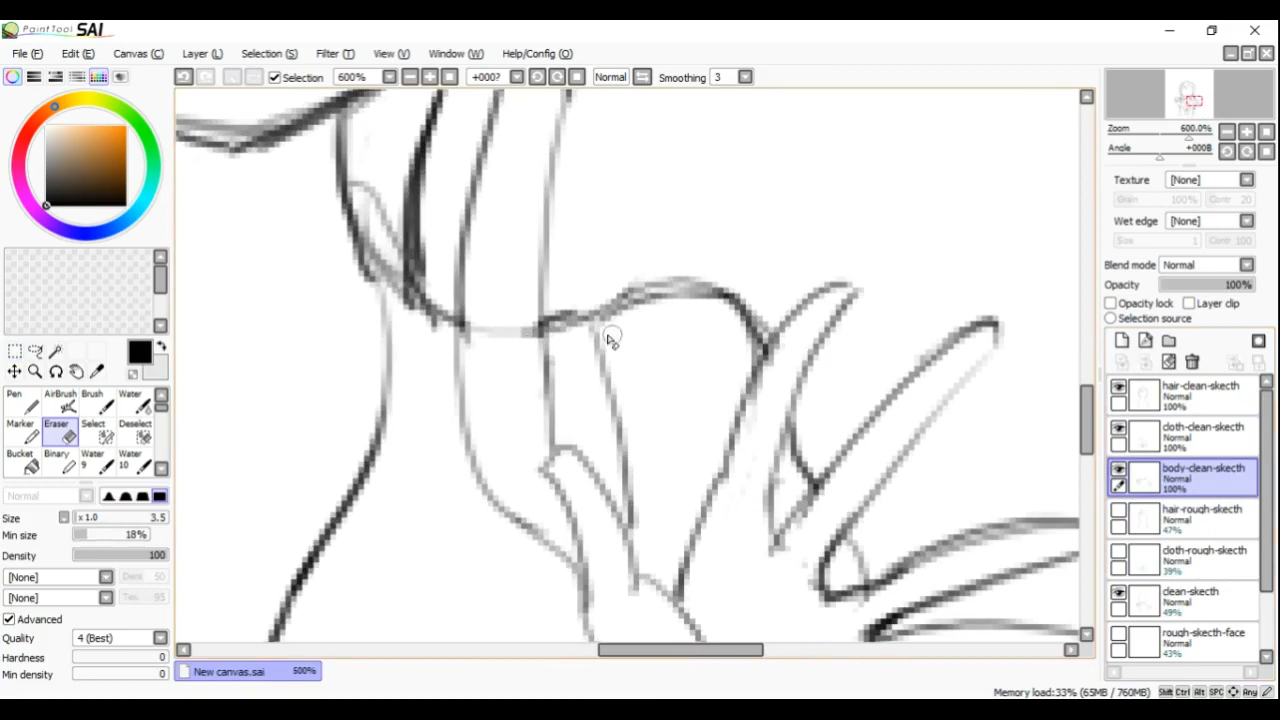 PaintTool SAI
File (F) Edit (E) Canvas (C) Layer (L) Selection (S) Filter (T) View (V) Window (W) Help/Config (O)
Selection 600% +000? Normal Smoothing 3
Zoom 600.0%
Angle +000B
Texture [None]
Grain 100% Contr 20
Wet edge [None]
Size 1 Contr 100
Blend mode Normal
Opacity 100%
Opacity lock Layer clip
Selection source
Pen AirBrush Brush Water
Marker Eraser Select Deselect
Bucket Binary Water 9 Water 10
Normal
Size x 1.0 3.5
Min size 18%
Density 100
[None] 50
[None] 95
Advanced
Quality 4 (Best)
Hardness 0
Min density 0
hair-clean-skecth
Normal
100%
cloth-clean-skecth
Normal
100%
body-clean-skecth
Normal
100%
hair-rough-skecth
Normal
47%
cloth-rough-skecth
Normal
39%
clean-skecth
Normal
49%
rough-skecth-face
Normal
43%
New canvas.sai 600%
Memory load:33% (65MB / 760MB) Shift Ctrl Alt SPC Any